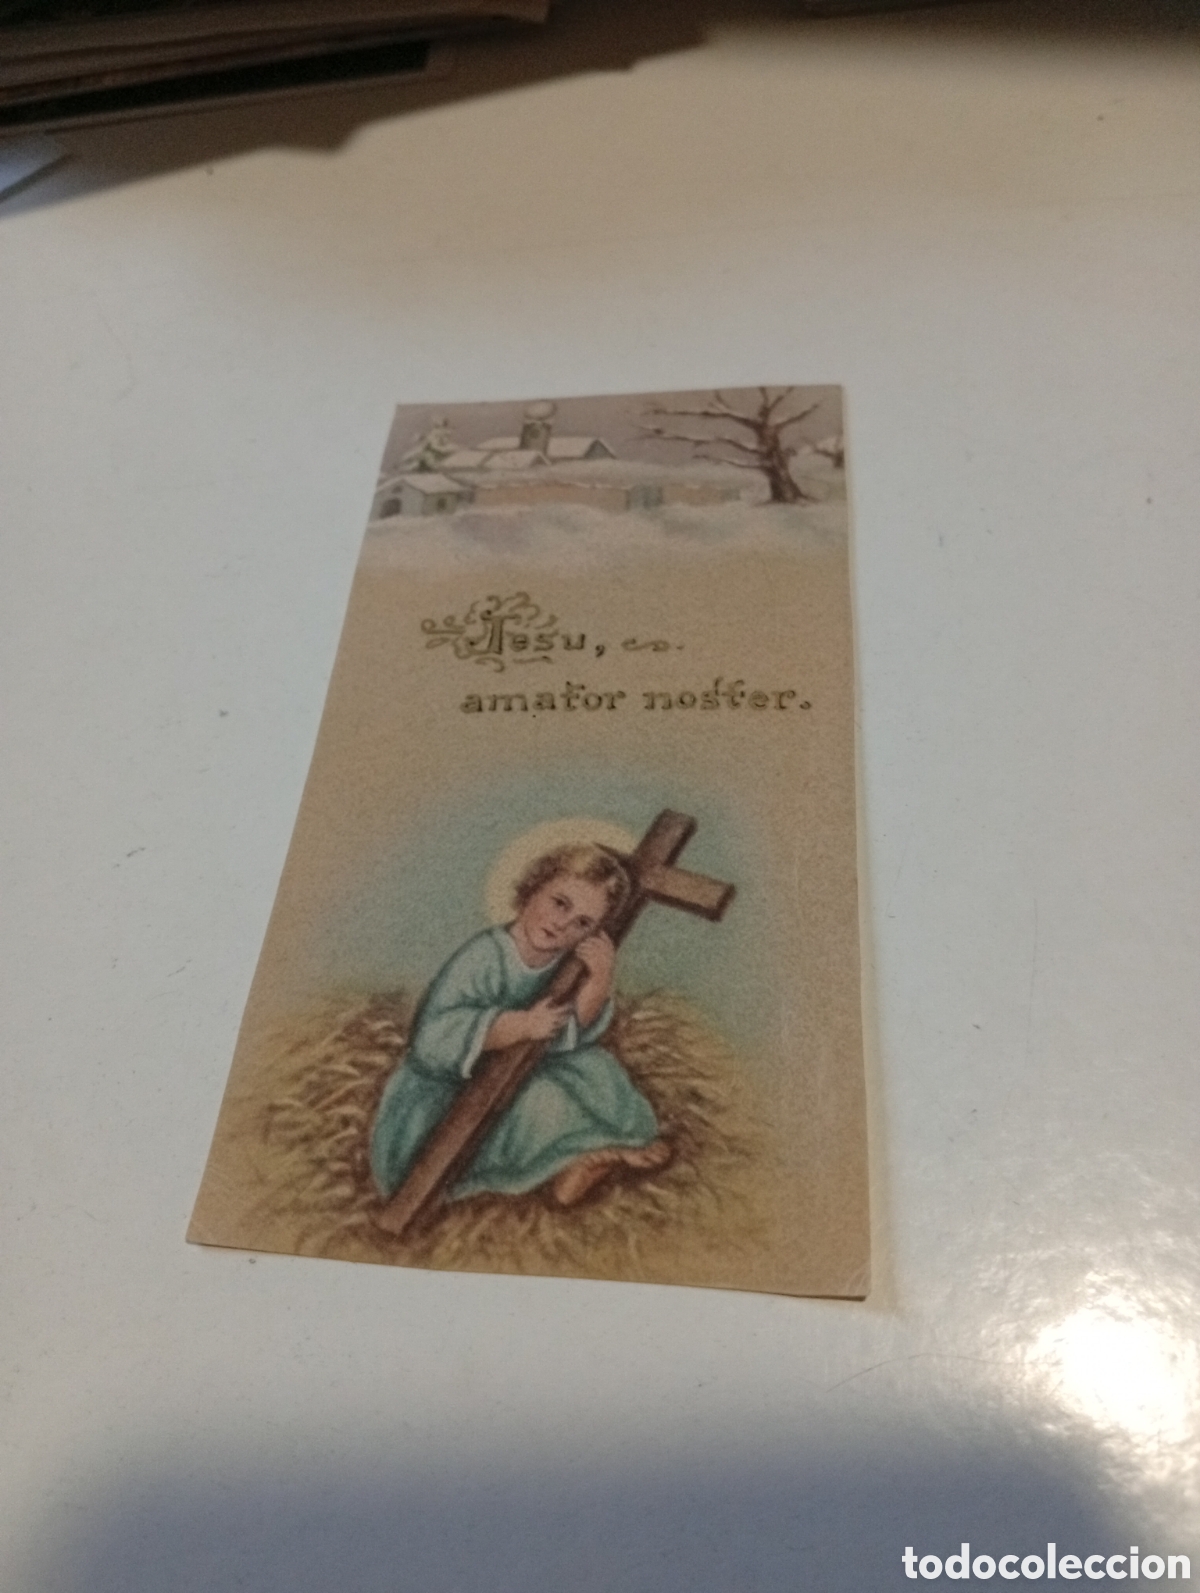 Jesu,
amator noster.
todocoleccion